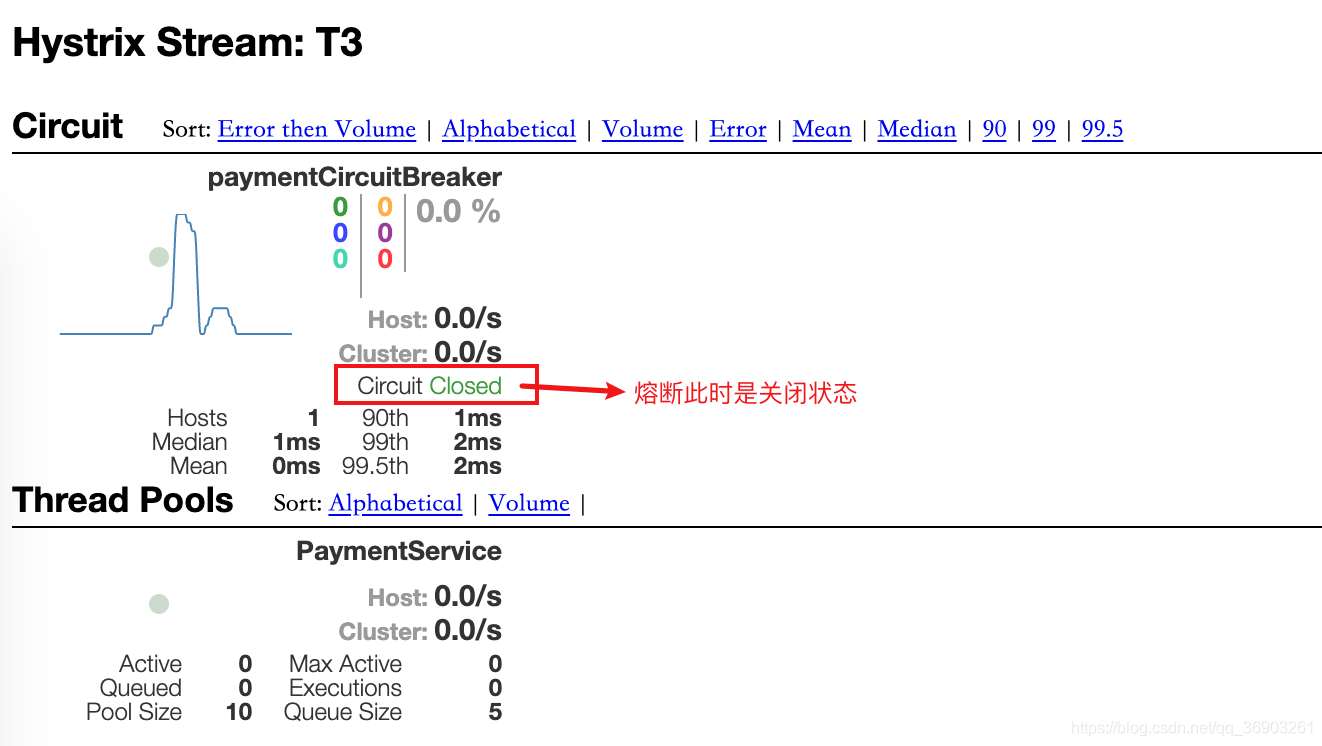 Hystrix Stream: T3
Circuit Sort: Error then Volume | Alphabetical | Volume | Error | Mean | Median | 90 | 99 | 99.5
paymentCircuitBreaker
0 0 0.0 %
0 0
0 0
Host: 0.0/s
Cluster: 0.0/s
Circuit Closed 熔断此时是关闭状态
Hosts 1 90th 1ms
Median 1ms 99th 2ms
Mean 0ms 99.5th 2ms
Thread Pools Sort: Alphabetical | Volume |
PaymentService
Host: 0.0/s
Cluster: 0.0/s
Active 0 Max Active 0
Queued 0 Executions 0
Pool Size 10 Queue Size 5
https://blog.csdn.net/qq_36903261